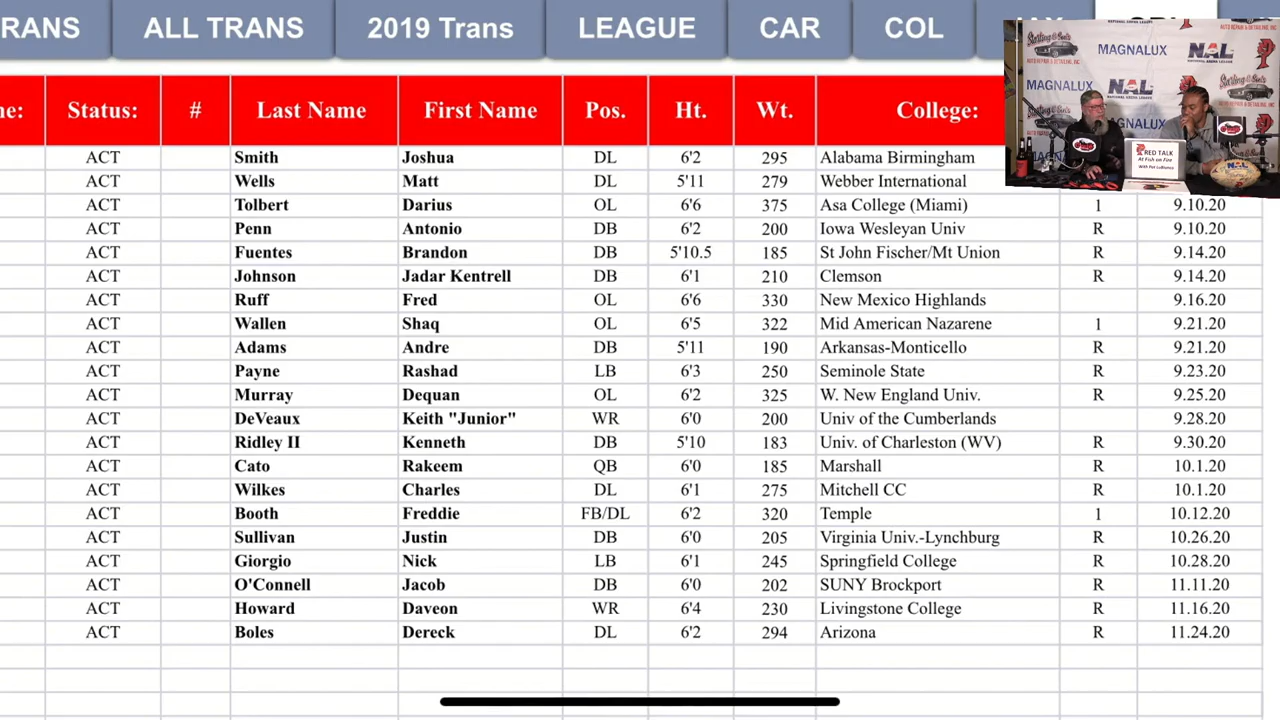 RANS ALL TRANS 2019 Trans LEAGUE CAR COL
ne: Status: # Last Name First Name Pos. Ht. Wt. College:
ACT Smith Joshua DL 6'2 295 Alabama Birmingham
ACT Wells Matt DL 5'11 279 Webber International
ACT Tolbert Darius OL 6'6 375 Asa College (Miami) 1 9.10.20
ACT Penn Antonio DB 6'2 200 Iowa Wesleyan Univ R 9.10.20
ACT Fuentes Brandon DB 5'10.5 185 St John Fischer/Mt Union R 9.14.20
ACT Johnson Jadar Kentrell DB 6'1 210 Clemson R 9.14.20
ACT Ruff Fred OL 6'6 330 New Mexico Highlands 9.16.20
ACT Wallen Shaq OL 6'5 322 Mid American Nazarene 1 9.21.20
ACT Adams Andre DB 5'11 190 Arkansas-Monticello R 9.21.20
ACT Payne Rashad LB 6'3 250 Seminole State R 9.23.20
ACT Murray Dequan OL 6'2 325 W. New England Univ. R 9.25.20
ACT DeVeaux Keith "Junior" WR 6'0 200 Univ of the Cumberlands 9.28.20
ACT Ridley II Kenneth DB 5'10 183 Univ. of Charleston (WV) R 9.30.20
ACT Cato Rakeem QB 6'0 185 Marshall R 10.1.20
ACT Wilkes Charles DL 6'1 275 Mitchell CC R 10.1.20
ACT Booth Freddie FB/DL 6'2 320 Temple 1 10.12.20
ACT Sullivan Justin DB 6'0 205 Virginia Univ.-Lynchburg R 10.26.20
ACT Giorgio Nick LB 6'1 245 Springfield College R 10.28.20
ACT O'Connell Jacob DB 6'0 202 SUNY Brockport R 11.11.20
ACT Howard Daveon WR 6'4 230 Livingstone College R 11.16.20
ACT Boles Dereck DL 6'2 294 Arizona R 11.24.20
MAGNALUX NAL
MAGNALUX NAL
MAGNALUX
RED TALK
At Fish on Fire